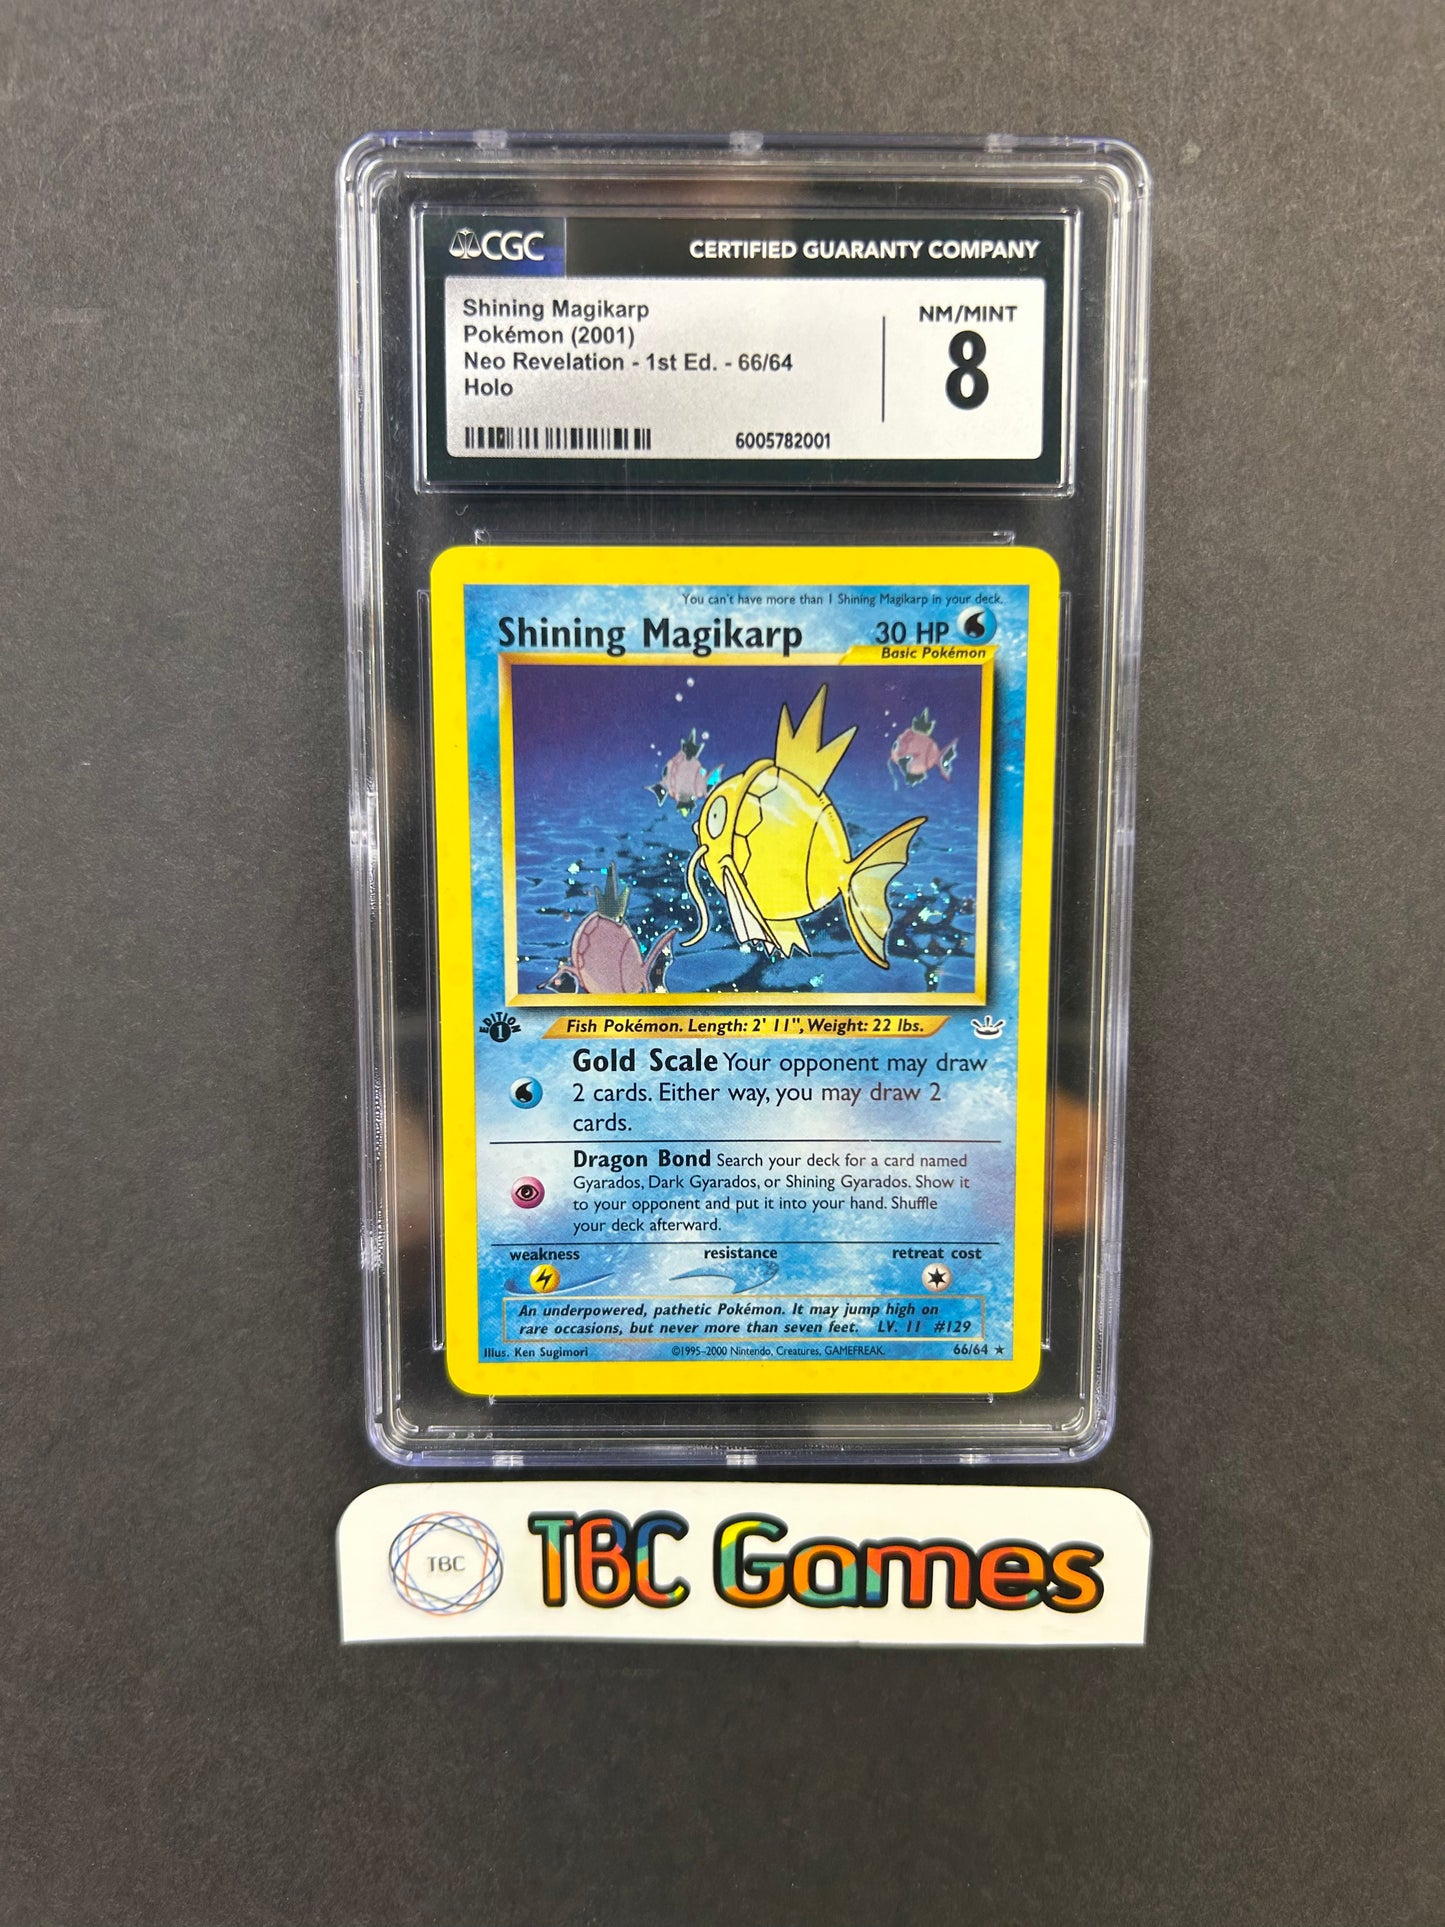 CGC
CERTIFIED GUARANTY COMPANY
Shining Magikarp
Pokémon (2001)
Neo Revelation - 1st Ed. - 66/64
Holo
6005782001
NM/MINT
8
You can't have more than 1 Shining Magikarp in your deck.
Shining Magikarp
30 HP
Basic Pokémon
EDITION
1
Fish Pokémon. Length: 2' 11", Weight: 22 lbs.
Gold Scale Your opponent may draw
2 cards. Either way, you may draw 2
cards.
Dragon Bond Search your deck for a card named
Gyarados, Dark Gyarados, or Shining Gyarados. Show it
to your opponent and put it into your hand. Shuffle
your deck afterward.
weakness resistance retreat cost
An underpowered, pathetic Pokémon. It may jump high on
rare occasions, but never more than seven feet. LV. 11 #129
Illus. Ken Sugimori ©1995-2000 Nintendo, Creatures, GAMEFREAK. 66/64 ★
TBC
TBC Games